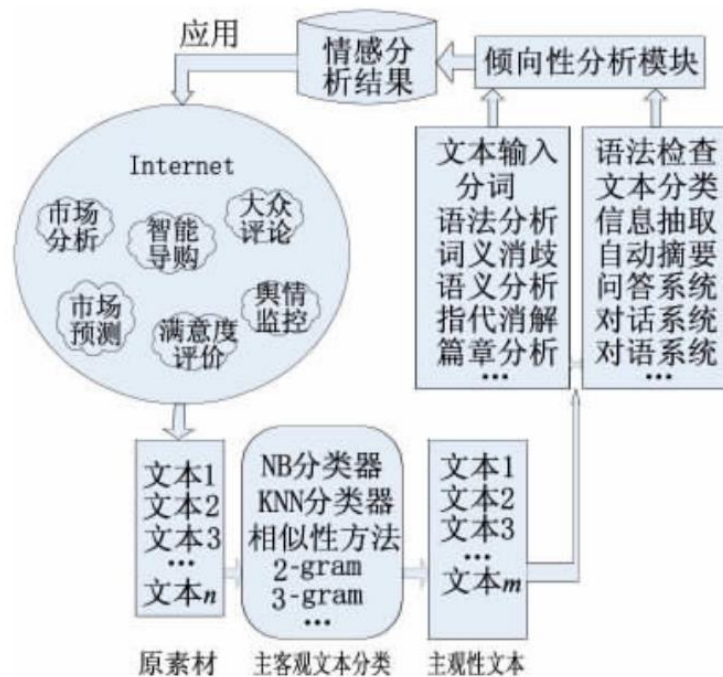 应用
情感分
析结果
倾向性分析模块
Internet
市场
分析
智能
导购
大众
评论
市场
预测
满意度
评价
舆情
监控
文本输入
分词
语法分析
词义消歧
语义分析
指代消解
篇章分析
...
语法检查
文本分类
信息抽取
自动摘要
问答系统
对话系统
对语系统
...
文本1
文本2
文本3
...
文本n
原素材
NB分类器
KNN分类器
相似性方法
2-gram
3-gram
...
主客观文本分类
文本1
文本2
文本3
...
文本m
主观性文本